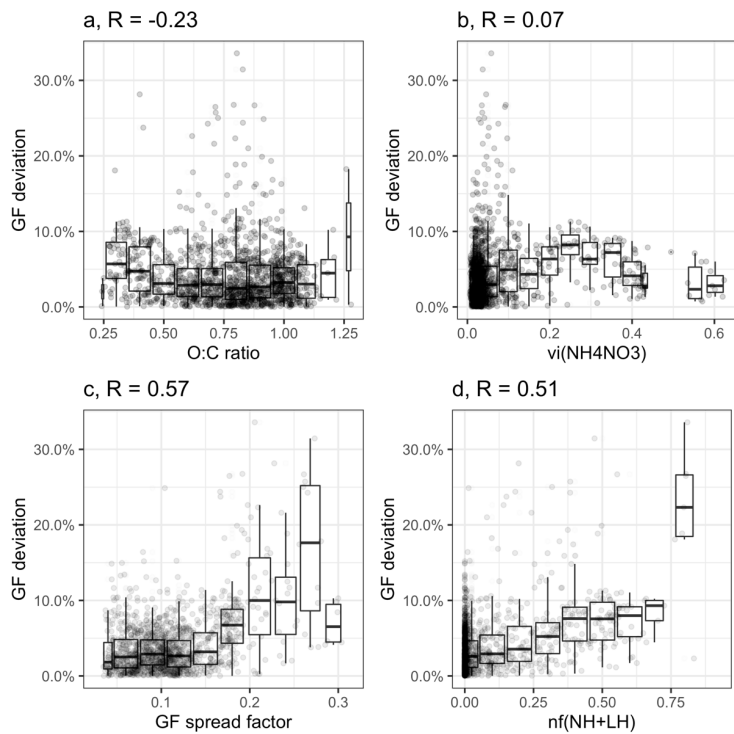 a, R = -0.23
GF deviation
30.0%
20.0%
10.0%
0.0%
0.25
0.50
0.75
1.00
1.25
O:C ratio
b, R = 0.07
GF deviation
30.0%
20.0%
10.0%
0.0%
0.0
0.2
0.4
0.6
vi(NH4NO3)
c, R = 0.57
GF deviation
30.0%
20.0%
10.0%
0.0%
0.1
0.2
0.3
GF spread factor
d, R = 0.51
GF deviation
30.0%
20.0%
10.0%
0.0%
0.00
0.25
0.50
0.75
nf(NH+LH)